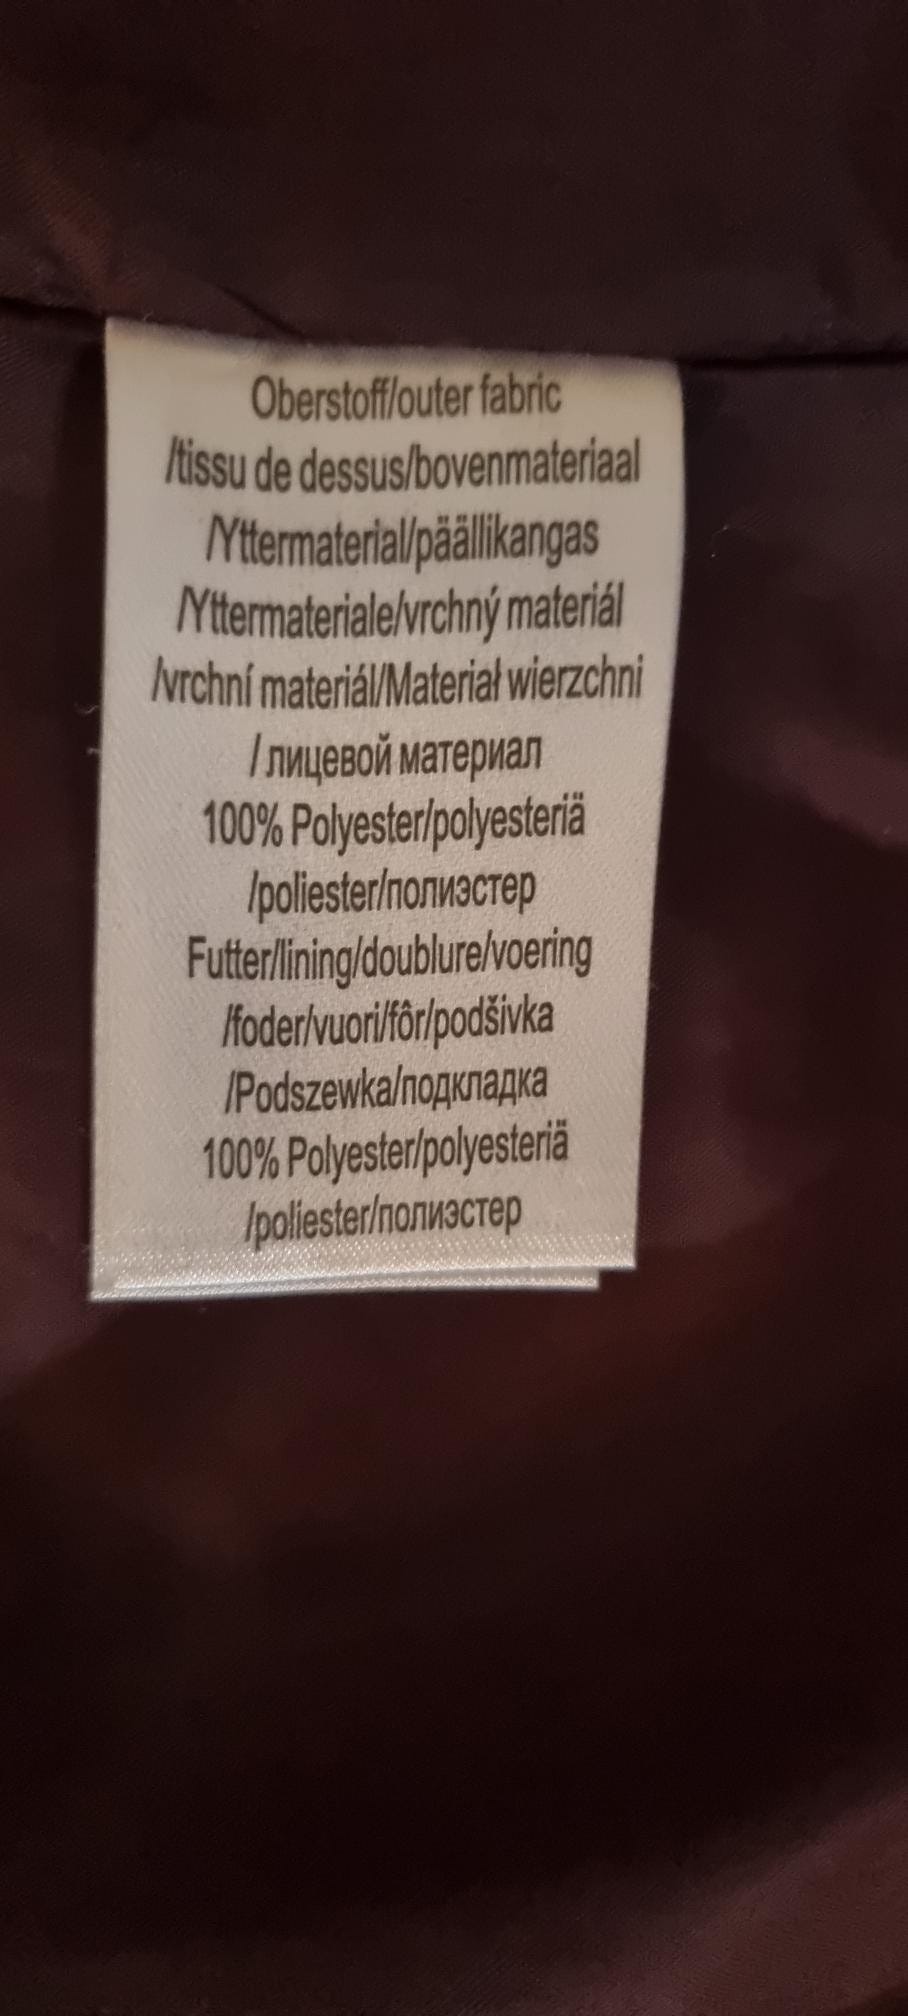 Oberstoff/outer fabric
/tissu de dessus/bovenmateriaal
/Yttermaterial/päällikangas
/Yttermateriale/vrchný materiál
/vrchní materiál/Materiał wierzchni
/ лицевой материал
100% Polyester/polyesteriä
/poliester/полиэстер
Futter/lining/doublure/voering
/foder/vuori/fôr/podšivka
/Podszewka/подкладка
100% Polyester/polyesteriä
/poliester/полиэстер